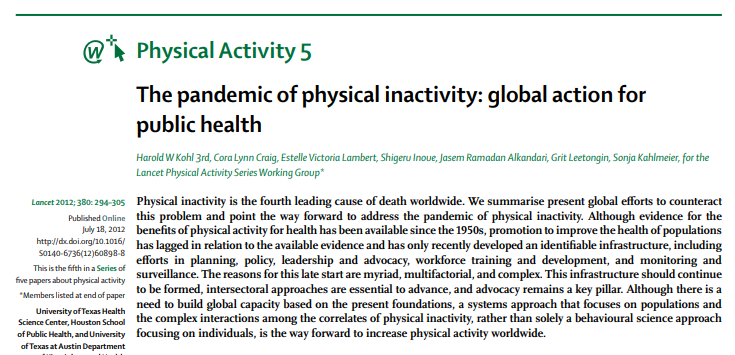 Physical Activity 5
The pandemic of physical inactivity: global action for
public health
Harold W Kohl 3rd, Cora Lynn Craig, Estelle Victoria Lambert, Shigeru Inoue, Jasem Ramadan Alkandari, Grit Leetongin, Sonja Kahlmeier, for the
Lancet Physical Activity Series Working Group*
Lancet 2012; 380: 294–305
Published Online
July 18, 2012
http://dx.doi.org/10.1016/
S0140-6736(12)60898-8
This is the fifth in a Series of
five papers about physical activity
*Members listed at end of paper
University of Texas Health
Science Center, Houston School
of Public Health, and University
of Texas at Austin Department
Physical inactivity is the fourth leading cause of death worldwide. We summarise present global efforts to counteract
this problem and point the way forward to address the pandemic of physical inactivity. Although evidence for the
benefits of physical activity for health has been available since the 1950s, promotion to improve the health of populations
has lagged in relation to the available evidence and has only recently developed an identifiable infrastructure, including
efforts in planning, policy, leadership and advocacy, workforce training and development, and monitoring and
surveillance. The reasons for this late start are myriad, multifactorial, and complex. This infrastructure should continue
to be formed, intersectoral approaches are essential to advance, and advocacy remains a key pillar. Although there is a
need to build global capacity based on the present foundations, a systems approach that focuses on populations and
the complex interactions among the correlates of physical inactivity, rather than solely a behavioural science approach
focusing on individuals, is the way forward to increase physical activity worldwide.